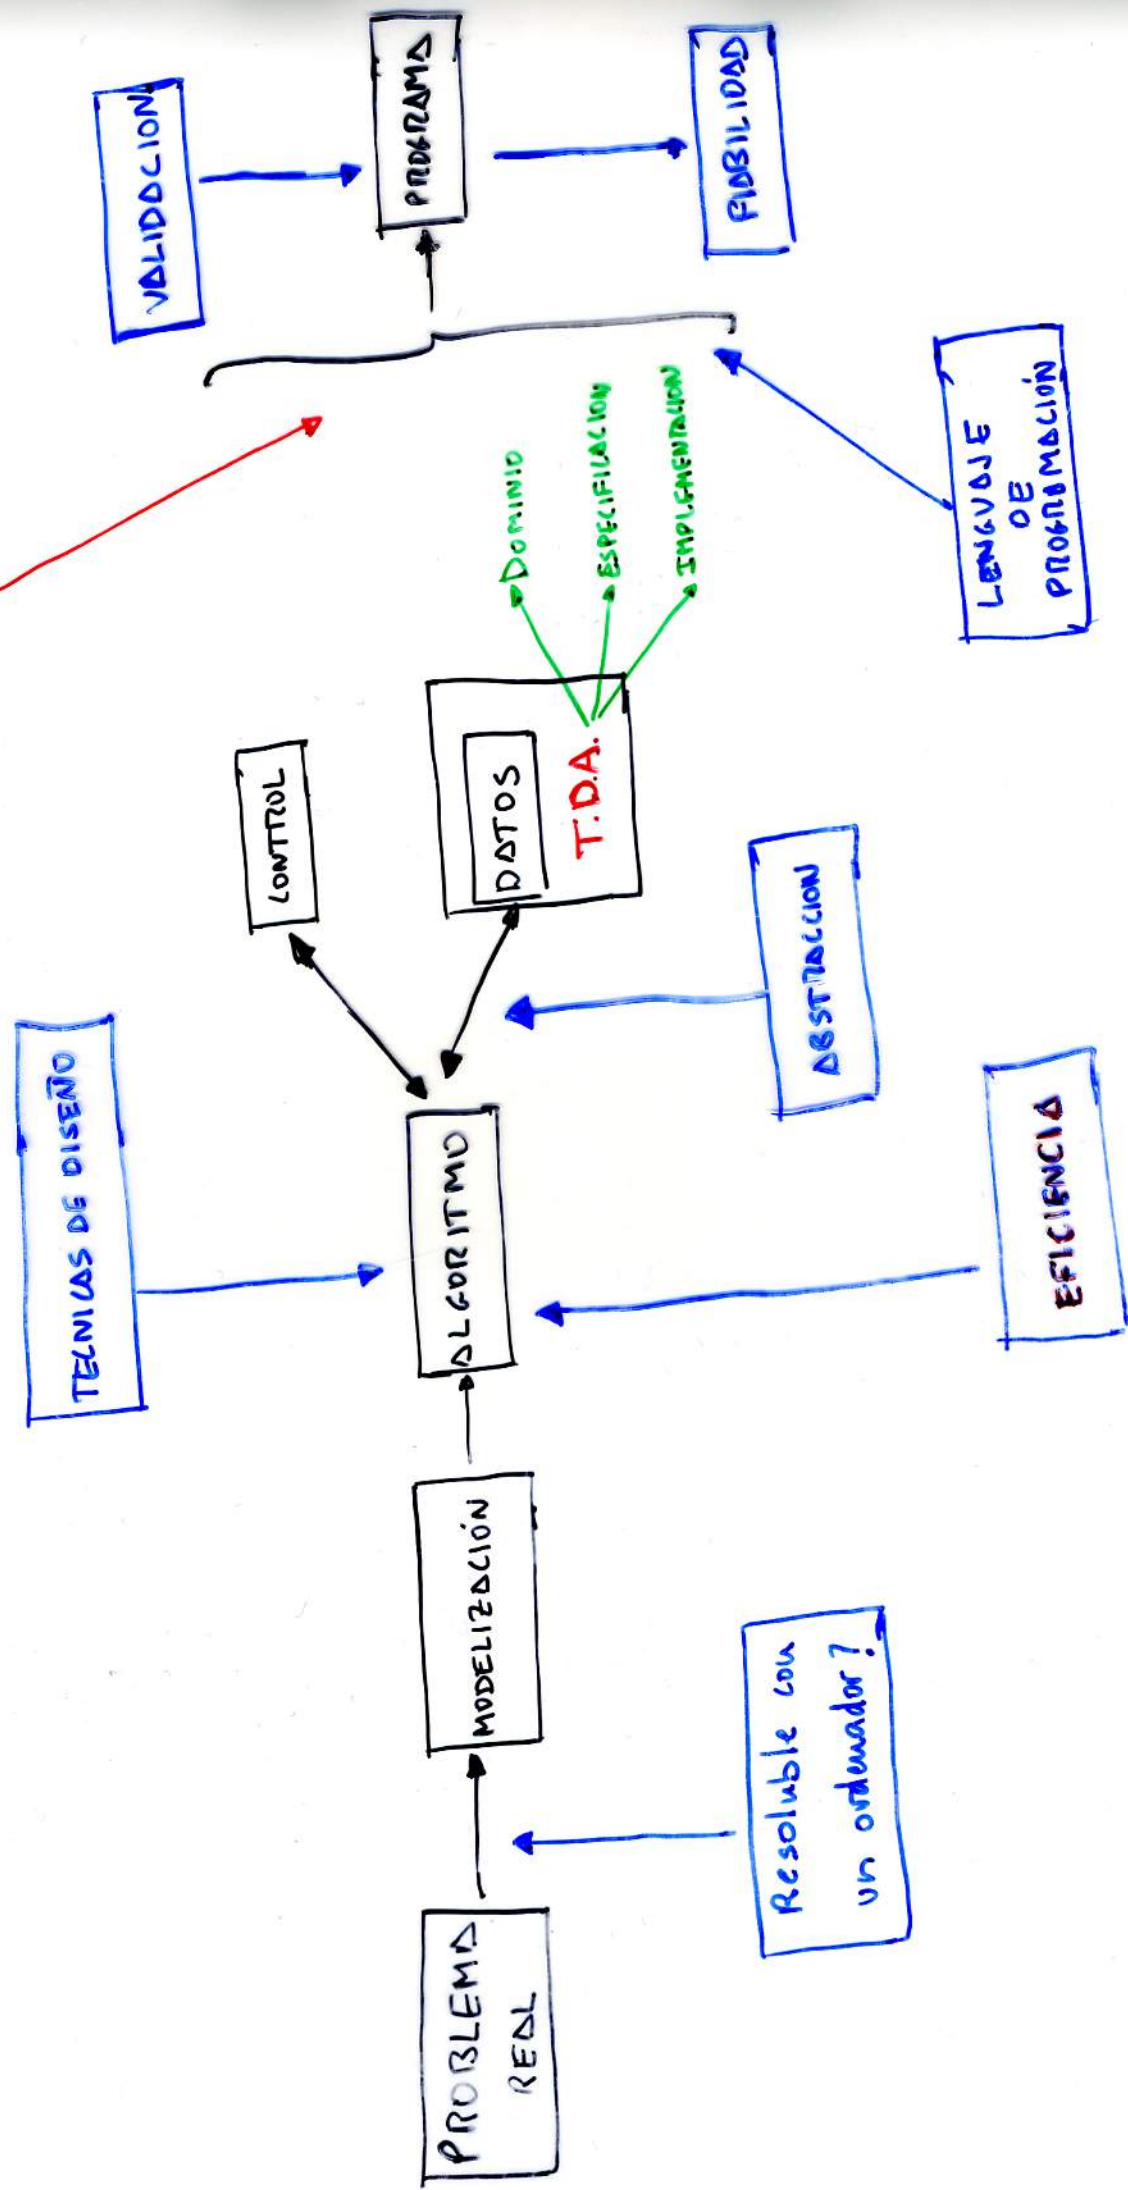 PROBLEMA
REAL
Resoluble con
un ordenador?
MODELIZACIÓN
TECNICAS DE DISEÑO
ALGORITMO
EFICIENCIA
CONTROL
DATOS
T.D.A.
ABSTRACCION
DOMINIO
ESPECIFICACION
IMPLEMENTACION
LENGUAJE
DE
PROGRAMACIÓN
VALIDACION
PROGRAMA
FIABILIDAD